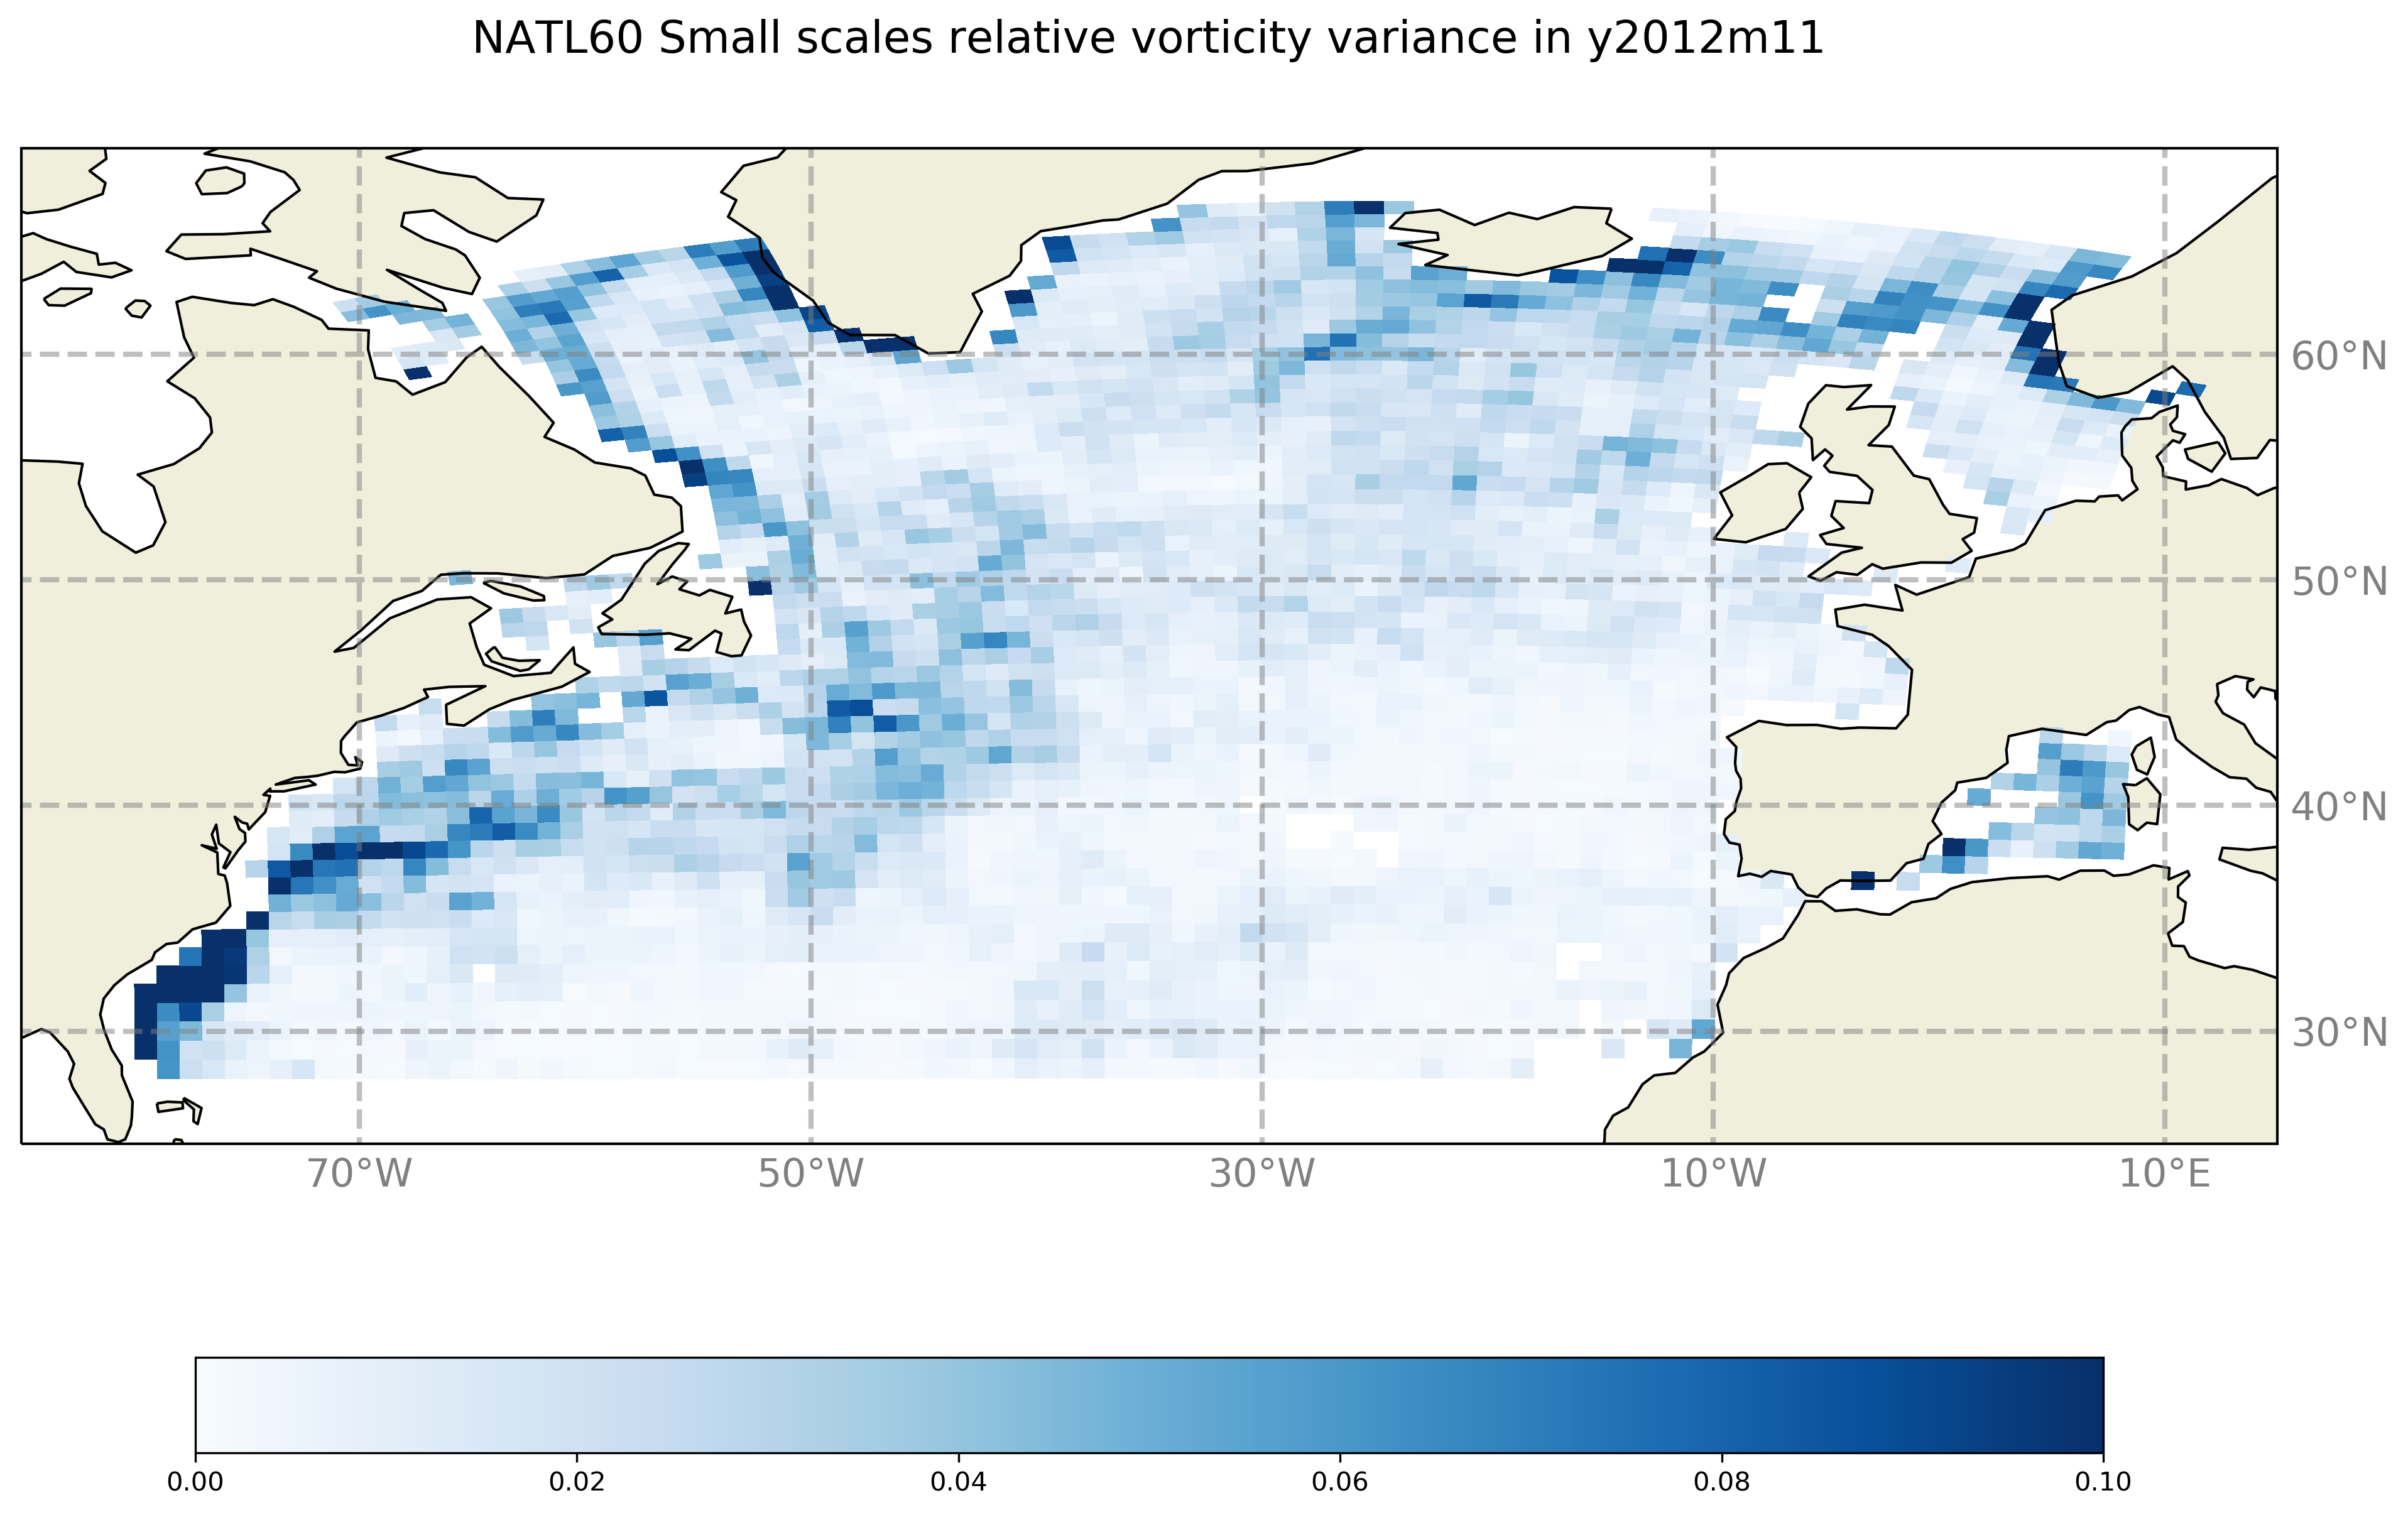 NATL60 Small scales relative vorticity variance in y2012m11
60°N
50°N
40°N
30°N
70°W 50°W 30°W 10°W 10°E
0.00 0.02 0.04 0.06 0.08 0.10